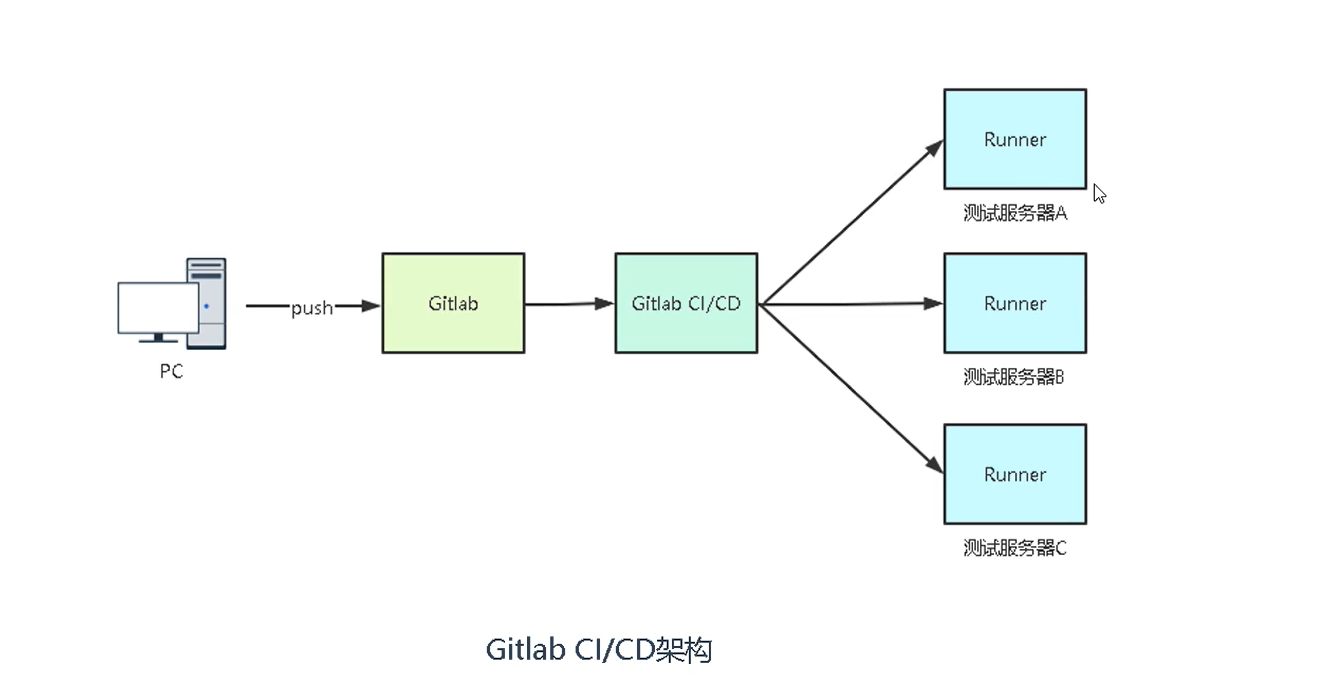 PC
push
Gitlab
Gitlab CI/CD
Runner
测试服务器A
Runner
测试服务器B
Runner
测试服务器C
Gitlab CI/CD架构